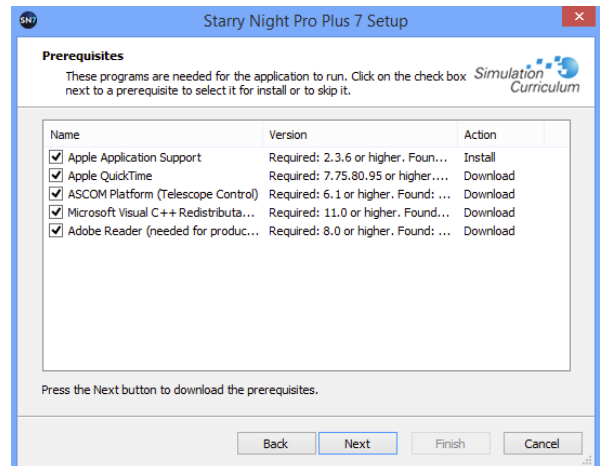 SN7
Starry Night Pro Plus 7 Setup
Prerequisites
These programs are needed for the application to run. Click on the check box
next to a prerequisite to select it for install or to skip it.
Simulation
Curriculum
Name Version Action
Apple Application Support Required: 2.3.6 or higher. Foun... Install
Apple QuickTime Required: 7.75.80.95 or higher.... Download
ASCOM Platform (Telescope Control) Required: 6.1 or higher. Found: ... Download
Microsoft Visual C++ Redistributa... Required: 11.0 or higher. Found... Download
Adobe Reader (needed for produc... Required: 8.0 or higher. Found: ... Download
Press the Next button to download the prerequisites.
Back Next Finish Cancel